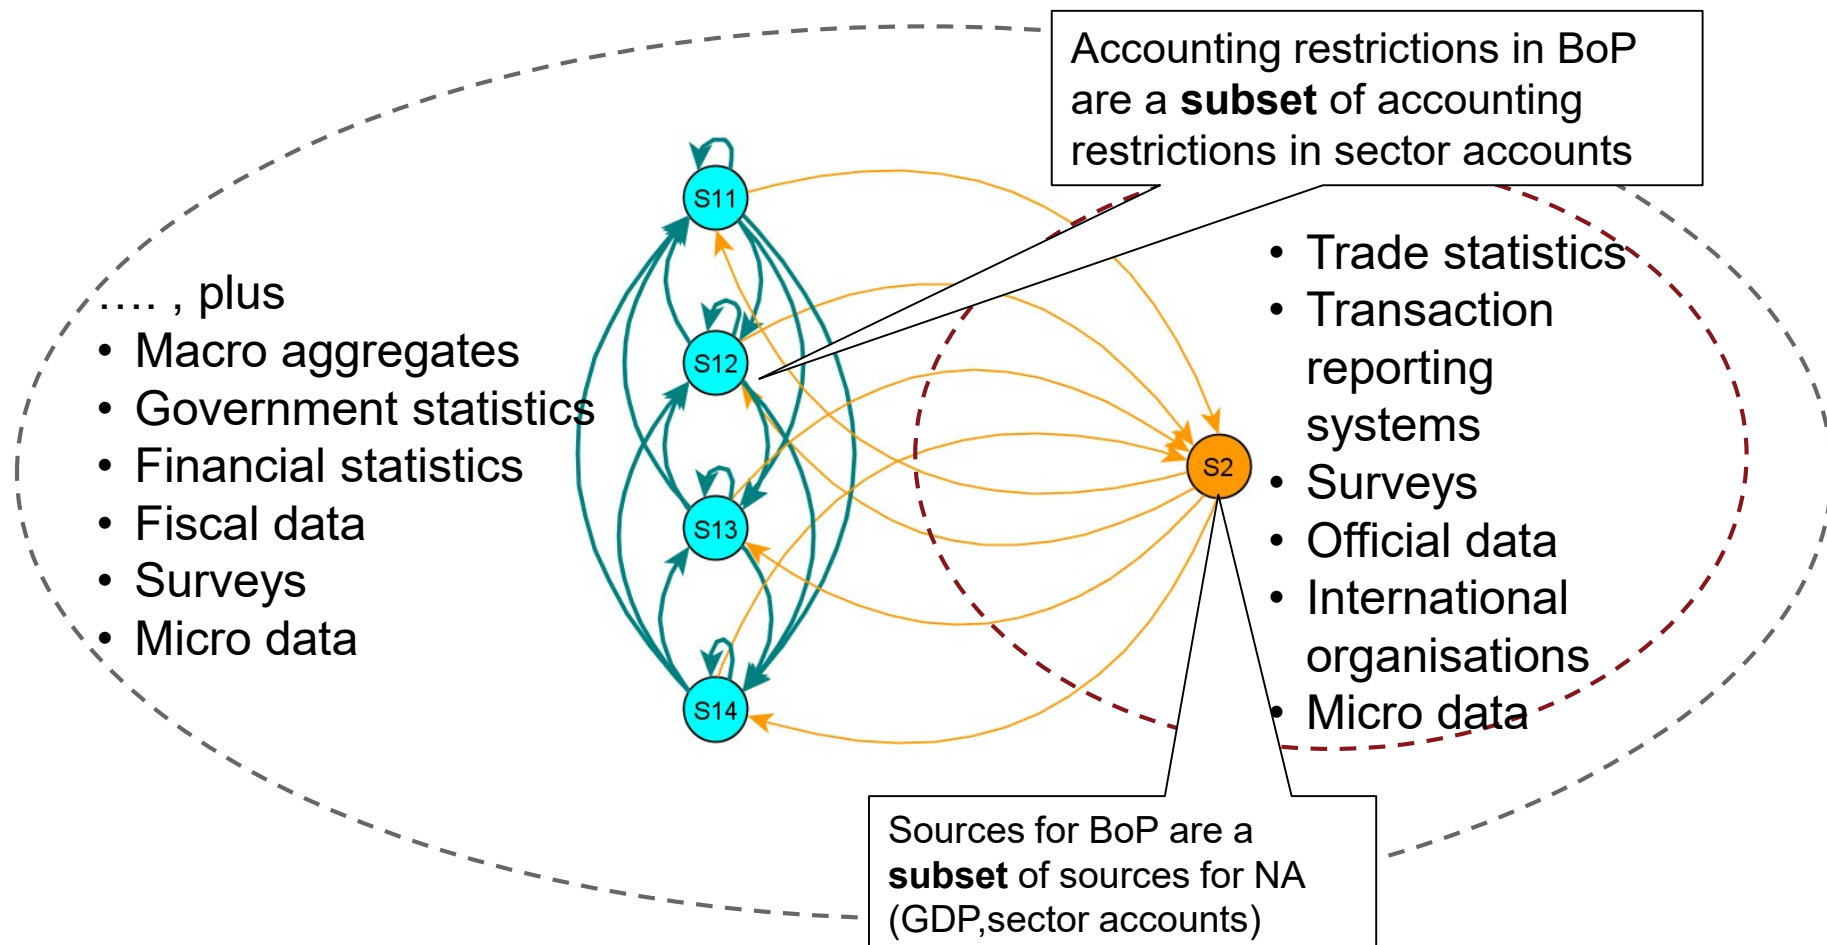 Accounting restrictions in BoP
are a subset of accounting
restrictions in sector accounts
…. , plus
• Macro aggregates
• Government statistics
• Financial statistics
• Fiscal data
• Surveys
• Micro data
S11
S12
S13
S14
S2
• Trade statistics
• Transaction
reporting
systems
• Surveys
• Official data
• International
organisations
• Micro data
Sources for BoP are a
subset of sources for NA
(GDP,sector accounts)